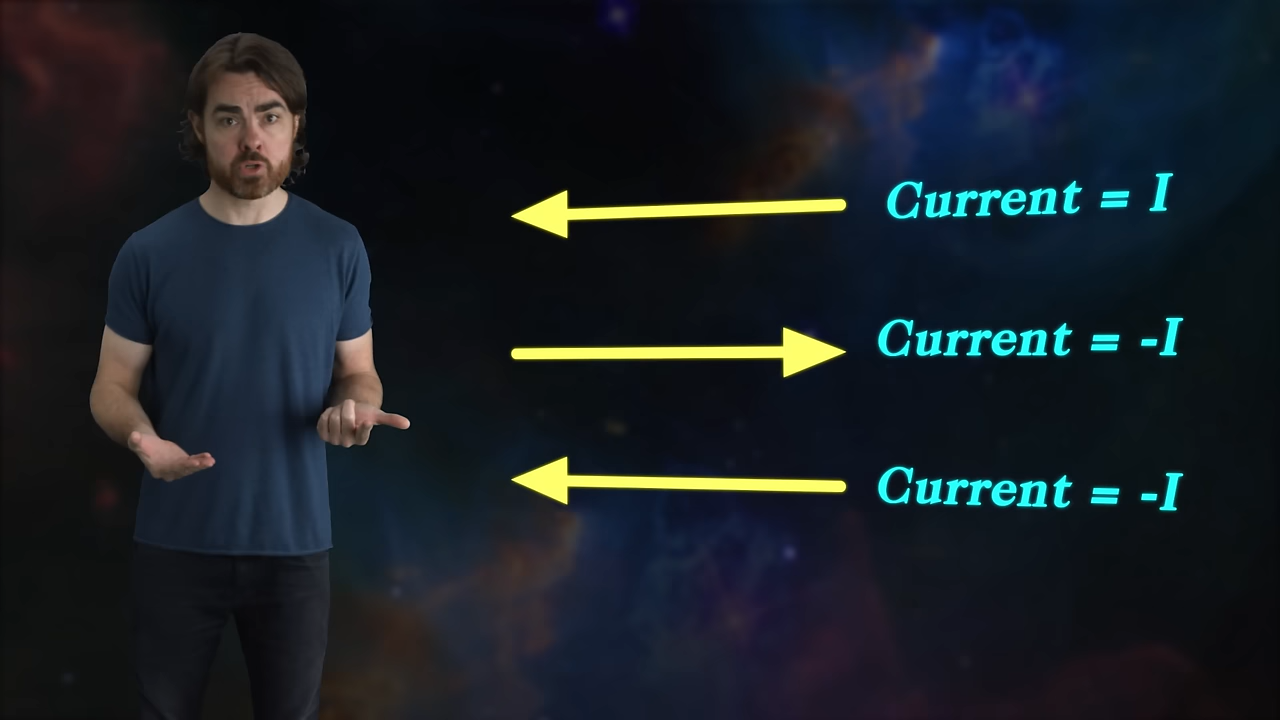 Current = I
Current = -I
Current = -I